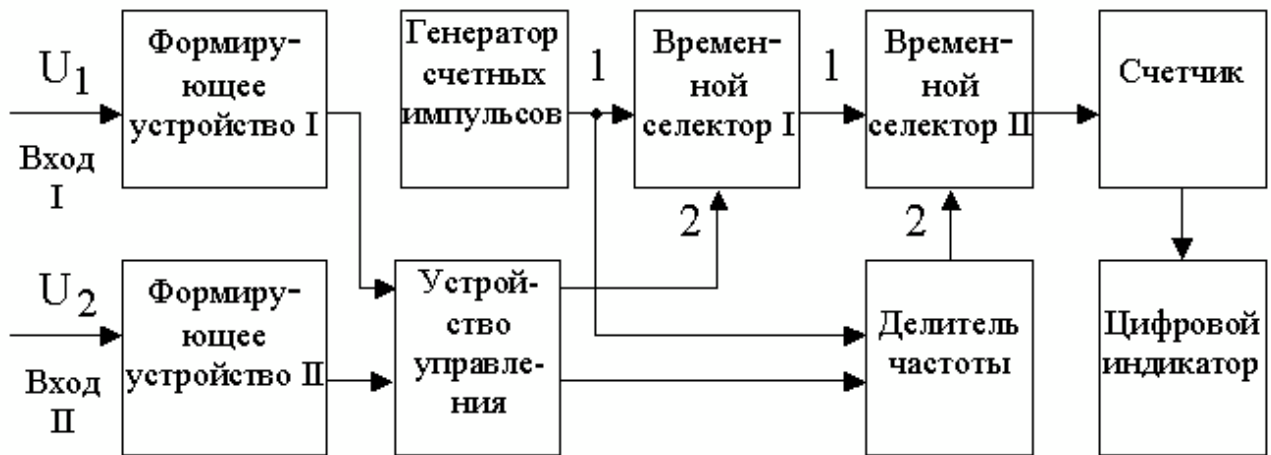 U1
Вход
I
Формиру-
ющее
устройство I
Генератор
счетных
импульсов
1
Времен-
ной
селектор I
1
Времен-
ной
селектор II
Счетчик
2
2
U2
Вход
II
Формиру-
ющее
устройство II
Устрой-
ство
управле-
ния
Делитель
частоты
Цифровой
индикатор